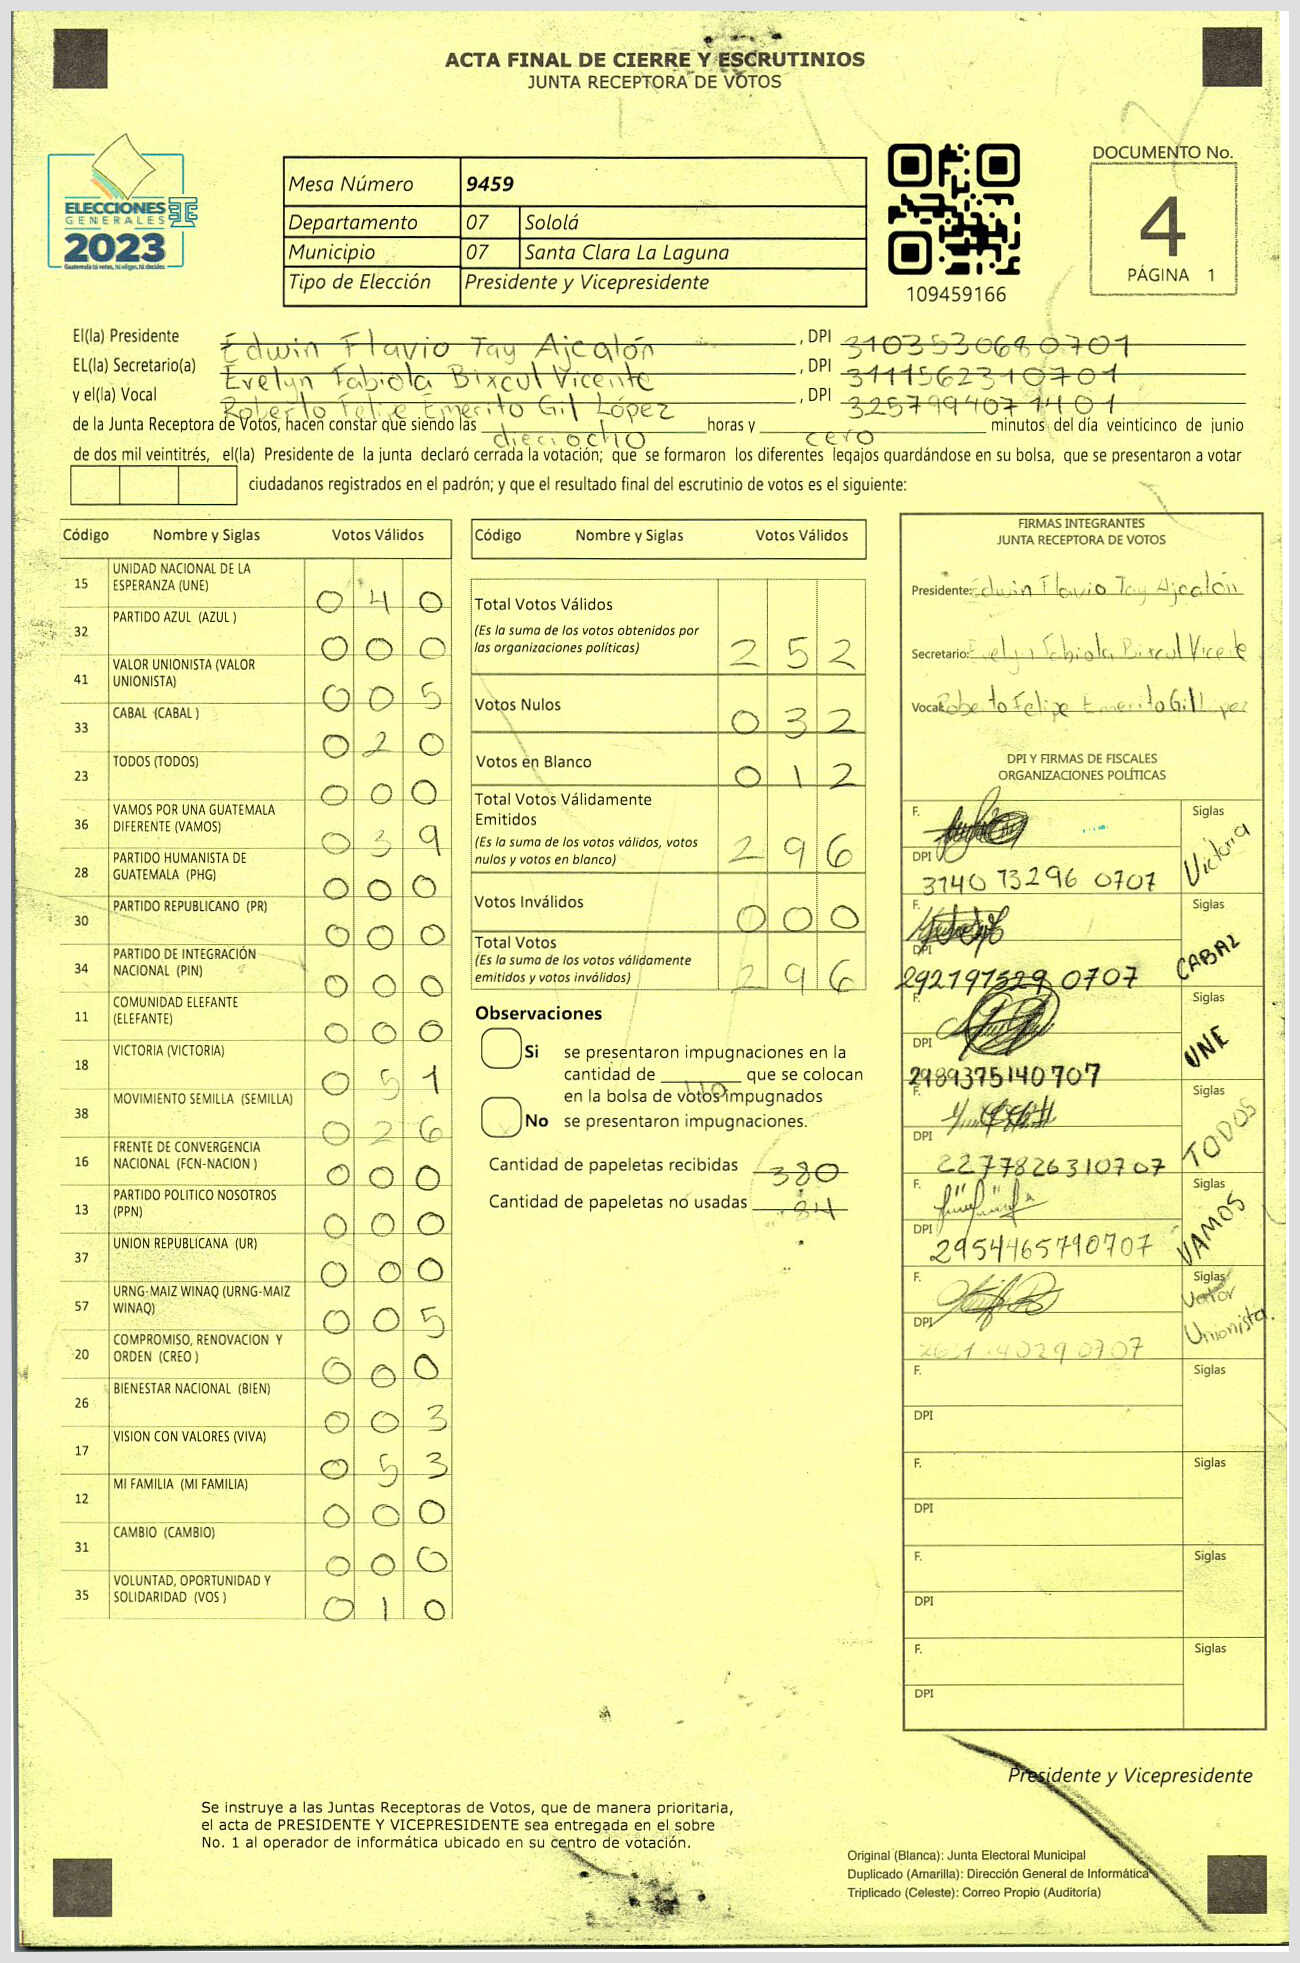 ACTA FINAL DE CIERRE Y ESCRUTINIOS
JUNTA RECEPTORA DE VOTOS
ELECCIONES
GENERALES
2023
Guatemala tú votas, tú eliges, tú decides
Mesa Número 9459
Departamento 07 Sololá
Municipio 07 Santa Clara La Laguna
Tipo de Elección Presidente y Vicepresidente
109459166
DOCUMENTO No.
4
PÁGINA 1
El(la) Presidente Edwin Flavio Tay Ajcalón, DPI 3103530680701
EL(la) Secretario(a) Evelyn Fabiola Bixcul Vicente, DPI 3111562310701
y el(la) Vocal Roberto Felipe Emerito Gil López, DPI 3257994071401
de la Junta Receptora de Votos, hacen constar que siendo las dieciocho horas y cero minutos del día veinticinco de junio
de dos mil veintitrés, el(la) Presidente de la junta declaró cerrada la votación; que se formaron los diferentes legajos guardándose en su bolsa, que se presentaron a votar
ciudadanos registrados en el padrón; y que el resultado final del escrutinio de votos es el siguiente:
Código Nombre y Siglas Votos Válidos
15 UNIDAD NACIONAL DE LA ESPERANZA (UNE) 0 4 0
32 PARTIDO AZUL (AZUL ) 0 0 0
41 VALOR UNIONISTA (VALOR UNIONISTA) 0 0 5
33 CABAL (CABAL ) 0 2 0
23 TODOS (TODOS) 0 0 0
36 VAMOS POR UNA GUATEMALA DIFERENTE (VAMOS) 0 3 9
28 PARTIDO HUMANISTA DE GUATEMALA (PHG) 0 0 0
30 PARTIDO REPUBLICANO (PR) 0 0 0
34 PARTIDO DE INTEGRACIÓN NACIONAL (PIN) 0 0 0
11 COMUNIDAD ELEFANTE (ELEFANTE) 0 0 0
18 VICTORIA (VICTORIA) 0 5 1
38 MOVIMIENTO SEMILLA (SEMILLA) 0 2 6
16 FRENTE DE CONVERGENCIA NACIONAL (FCN-NACION ) 0 0 0
13 PARTIDO POLITICO NOSOTROS (PPN) 0 0 0
37 UNION REPUBLICANA (UR) 0 0 0
57 URNG-MAIZ WINAQ (URNG-MAIZ WINAQ) 0 0 5
20 COMPROMISO, RENOVACION Y ORDEN (CREO ) 0 0 0
26 BIENESTAR NACIONAL (BIEN) 0 0 3
17 VISION CON VALORES (VIVA) 0 5 3
12 MI FAMILIA (MI FAMILIA) 0 0 0
31 CAMBIO (CAMBIO) 0 0 0
35 VOLUNTAD, OPORTUNIDAD Y SOLIDARIDAD (VOS ) 0 1 0
Código Nombre y Siglas Votos Válidos
Total Votos Válidos 2 5 2
(Es la suma de los votos obtenidos por
las organizaciones políticas)
Votos Nulos 0 3 2
Votos en Blanco 0 1 2
Total Votos Válidamente
Emitidos 2 9 6
(Es la suma de los votos válidos, votos
nulos y votos en blanco)
Votos Inválidos 0 0 0
Total Votos 2 9 6
(Es la suma de los votos válidamente
emitidos y votos inválidos)
Observaciones
Si se presentaron impugnaciones en la
cantidad de que se colocan
en la bolsa de votos impugnados
No se presentaron impugnaciones.
Cantidad de papeletas recibidas 380
Cantidad de papeletas no usadas 84
FIRMAS INTEGRANTES
JUNTA RECEPTORA DE VOTOS
Presidente: Edwin Flavio Tay Ajcalón
Secretario: Evelyn Fabiola Bixcul Vicente
Vocal: Roberto Felipe Emerito Gil López
DPI Y FIRMAS DE FISCALES
ORGANIZACIONES POLÍTICAS
F. Siglas Victoria
DPI 3140 73296 0707
F. Siglas CABAL
DPI 292197529 0707
F. Siglas UNE
DPI 2989375140707
F. Siglas TODOS
DPI 2277826310707
F. Siglas VAMOS
DPI 2954465790707
F. Siglas Valor Unionista.
DPI
F. Siglas
DPI
F. Siglas
DPI
F. Siglas
DPI
F. Siglas
DPI
Presidente y Vicepresidente
Se instruye a las Juntas Receptoras de Votos, que de manera prioritaria,
el acta de PRESIDENTE Y VICEPRESIDENTE sea entregada en el sobre
No. 1 al operador de informática ubicado en su centro de votación.
Original (Blanca): Junta Electoral Municipal
Duplicado (Amarilla): Dirección General de Informática
Triplicado (Celeste): Correo Propio (Auditoría)